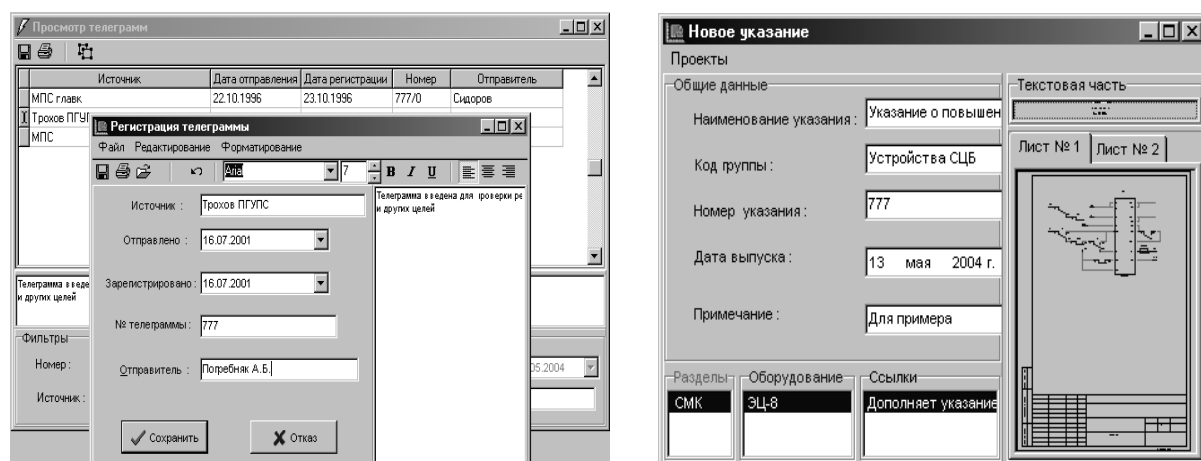 Просмотр телеграмм
Источник Дата отправления Дата регистрации Номер Отправитель
МПС главк 22.10.1996 23.10.1996 777/0 Сидоров
Трохов ПГУП
МПС
Телеграмма введе
и других целей
Фильтры
Номер :
05.2004
Источник :
Регистрация телеграммы
Файл Редактирование Форматирование
Aria 7 B I U
Источник : Трохов ПГУПС
Отправлено : 16.07.2001
Зарегистрировано : 16.07.2001
№ телеграммы : 777
Отправитель : Погребняк А.Б.
Сохранить Отказ
Телеграмма введена для проверки ре
и других целей
Новое указание
Проекты
Общие данные
Наименование указания : Указание о повышен
Код группы : Устройства СЦБ
Номер указания : 777
Дата выпуска : 13 мая 2004 г.
Примечание : Для примера
Разделы Оборудование Ссылки
СМК ЭЦ-8 Дополняет указание
Текстовая часть
Лист № 1 Лист № 2